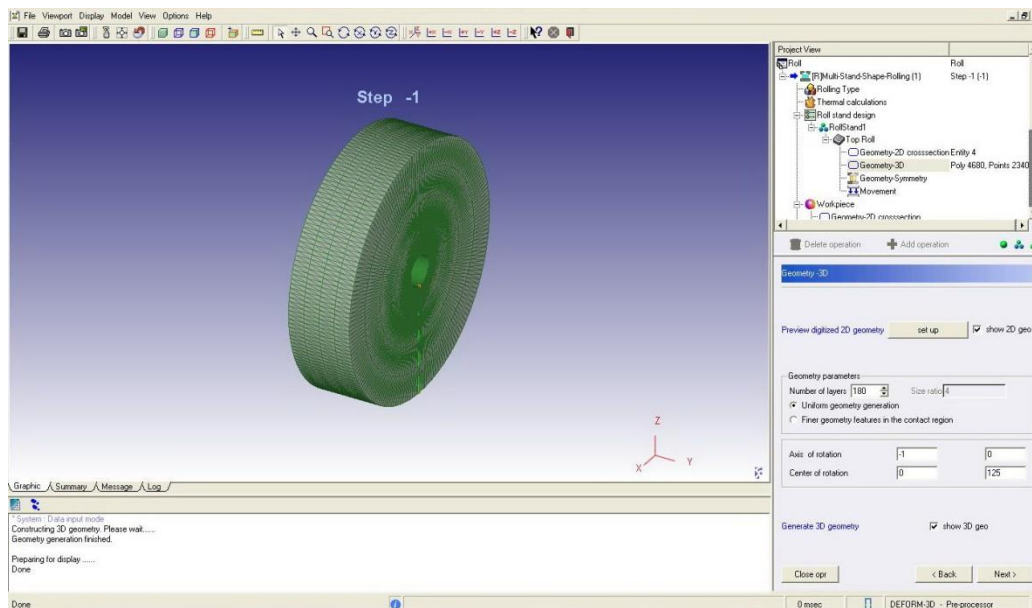 File Viewport Display Model View Options Help
Step -1
Z
X
Y
Graphic Summary Message Log
* System : Data input mode
Constructing 3D geometry. Please wait......
Geometry generation finished.
Preparing for display ......
Done
Project View
Roll Roll
[R]Multi-Stand-Shape-Rolling (1) Step -1 (-1)
Rolling Type
Thermal calculations
Roll stand design
RollStand1
Top Roll
Geometry-2D crosssection Entity 4
Geometry-3D Poly 4680, Points 2340
Geometry-Symmetry
Movement
Workpiece
Geometry-2D crosssection
Delete operation Add operation
Geometry -3D
Preview digitized 2D geometry set up show 2D geo
Geometry parameters
Number of layers 180 Size ratio 4
Uniform geometry generation
Finer geometry features in the contact region
Axis of rotation -1 0
Center of rotation 0 125
Generate 3D geometry show 3D geo
Close opr < Back Next >
Done 0 msec DEFORM-3D - Pre-processor